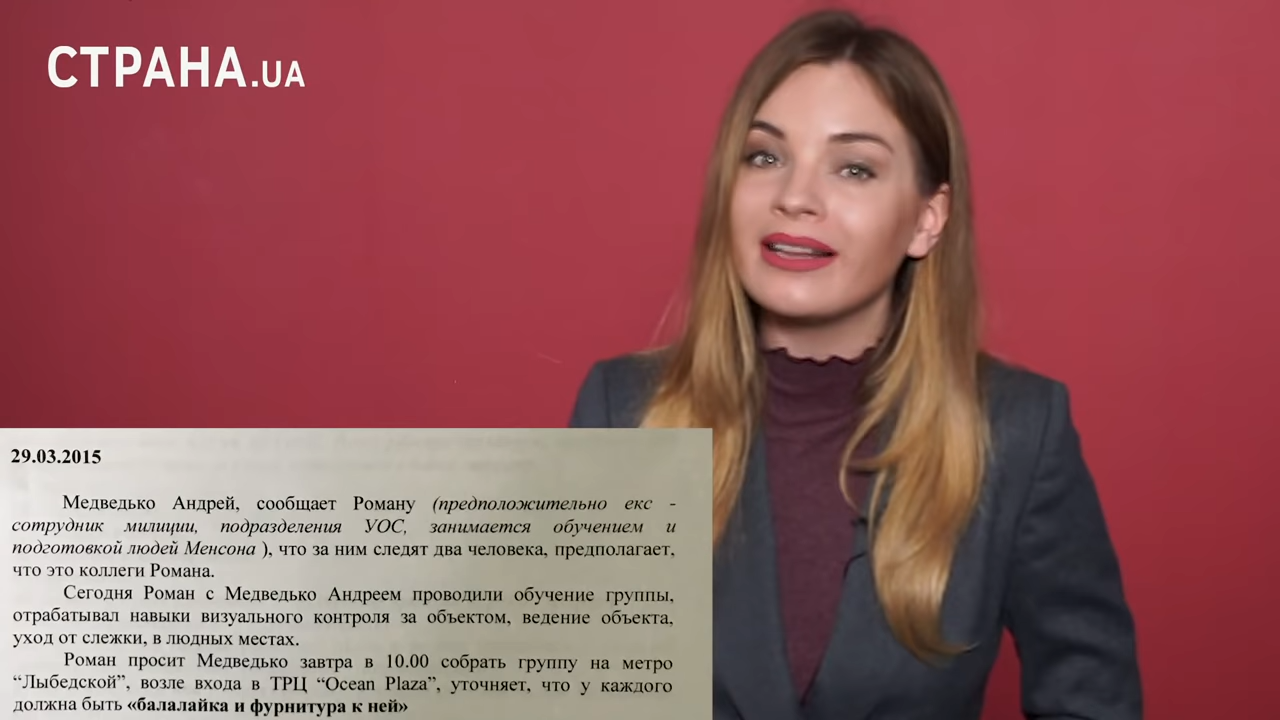 СТРАНА.UA
29.03.2015
Медведько Андрей, сообщает Роману (предположительно екс -
сотрудник милиции, подразделения УОС, занимается обучением и
подготовкой людей Менсона ), что за ним следят два человека, предполагает,
что это коллеги Романа.
Сегодня Роман с Медведько Андреем проводили обучение группы,
отрабатывал навыки визуального контроля за объектом, ведение объекта,
уход от слежки, в людных местах.
Роман просит Медведько завтра в 10.00 собрать группу на метро
“Лыбедской”, возле входа в ТРЦ “Ocean Plaza”, уточняет, что у каждого
должна быть «балалайка и фурнитура к ней»